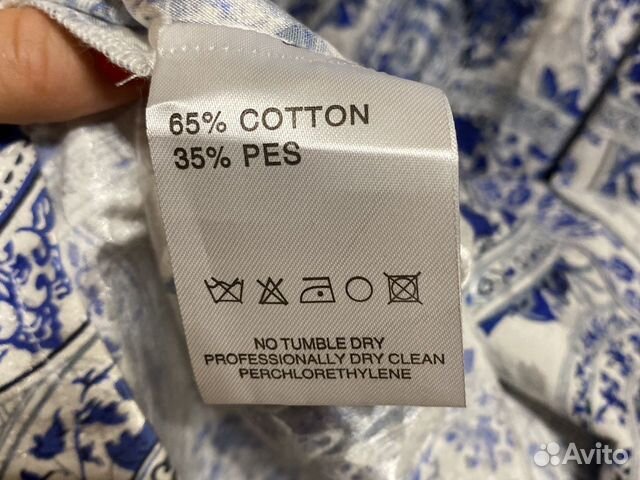 65% COTTON
35% PES
NO TUMBLE DRY
PROFESSIONALLY DRY CLEAN
PERCHLORETHYLENE
Avito